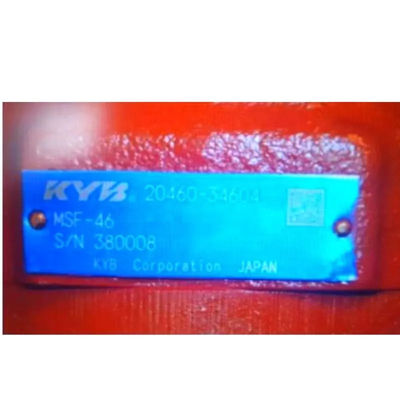 KYB 20460-34604
MSF-46
S/N 380008
KYB Corporation JAPAN